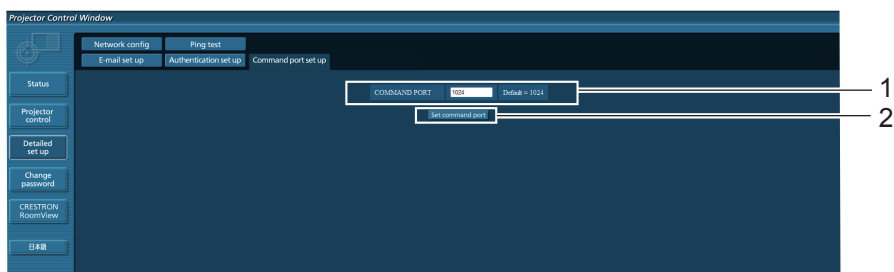 Projector Control Window
Network config
Ping test
E-mail set up
Authentication set up
Command port set up
Status
COMMAND PORT 1024 Default = 1024
1
Set command port
2
Projector
control
Detailed
set up
Change
password
CRESTRON
RoomView
日本語